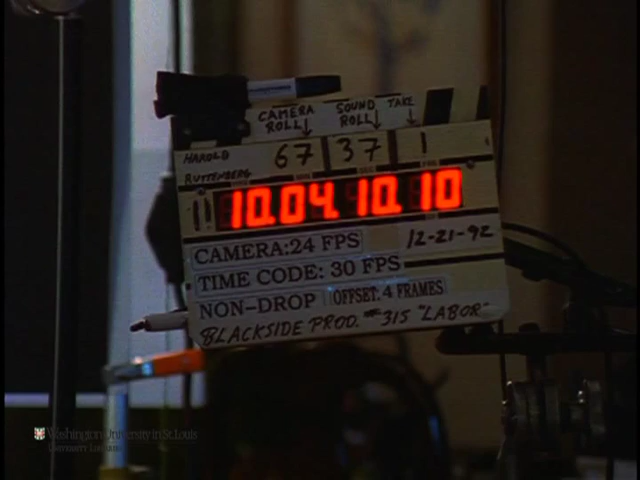 CAMERA ROLL↓ SOUND ROLL↓ TAKE↓
HAROLD RUTTENBERG 67 37 1
10.04.10.10
CAMERA:24 FPS 12-21-92
TIME CODE: 30 FPS
NON-DROP OFFSET: 4 FRAMES
BLACKSIDE PROD. #315 "LABOR"
Washington University in St. Louis
University Libraries